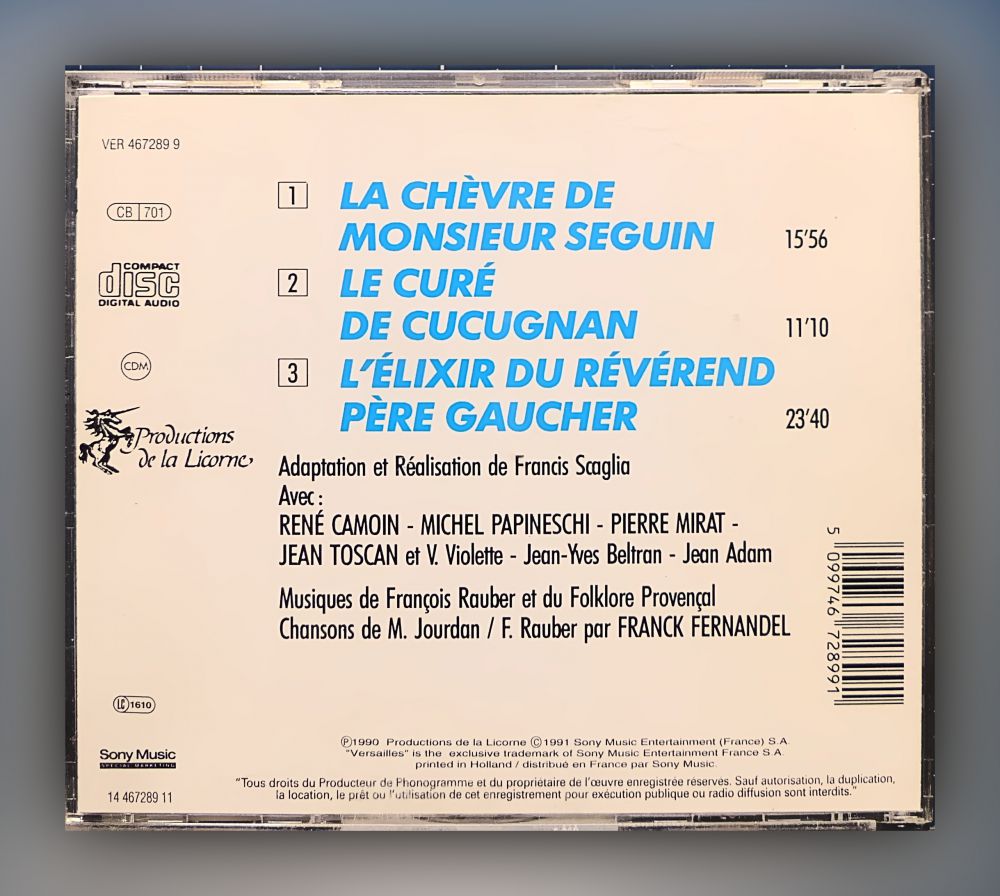 VER 467289 9
CB 701
COMPACT
disc
DIGITAL AUDIO
CDM
Productions
de la Licorne
1 LA CHÈVRE DE
MONSIEUR SEGUIN 15'56
2 LE CURÉ
DE CUCUGNAN 11'10
3 L'ÉLIXIR DU RÉVÉREND
PÈRE GAUCHER 23'40
Adaptation et Réalisation de Francis Scaglia
Avec :
RENÉ CAMOIN - MICHEL PAPINESCHI - PIERRE MIRAT -
JEAN TOSCAN et V. Violette - Jean-Yves Beltran - Jean Adam
Musiques de François Rauber et du Folklore Provençal
Chansons de M. Jourdan / F. Rauber par FRANCK FERNANDEL
5 099746 728991
LC 1610
Sony Music
SPECIAL MARKETING
14 467289 11
Ⓟ1990 Productions de la Licorne ©1991 Sony Music Entertainment (France) S.A.
"Versailles" is the exclusive trademark of Sony Music Entertainment France S.A.
printed in Holland / distribué en France par Sony Music.
"Tous droits du Producteur de Phonogramme et du propriétaire de l'œuvre enregistrée réservés. Sauf autorisation, la duplication,
la location, le prêt ou l'utilisation de cet enregistrement pour exécution publique ou radio diffusion sont interdits."